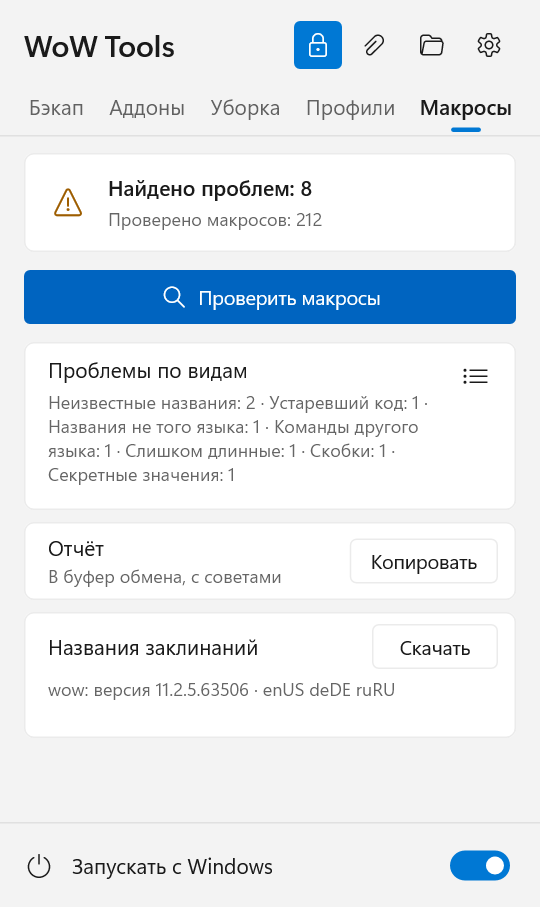 WoW Tools
Бэкап Аддоны Уборка Профили Макросы
Найдено проблем: 8
Проверено макросов: 212
Проверить макросы
Проблемы по видам
Неизвестные названия: 2 · Устаревший код: 1 ·
Названия не того языка: 1 · Команды другого
языка: 1 · Слишком длинные: 1 · Скобки: 1 ·
Секретные значения: 1
Отчёт
В буфер обмена, с советами
Копировать
Названия заклинаний
Скачать
wow: версия 11.2.5.63506 · enUS deDE ruRU
Запускать с Windows